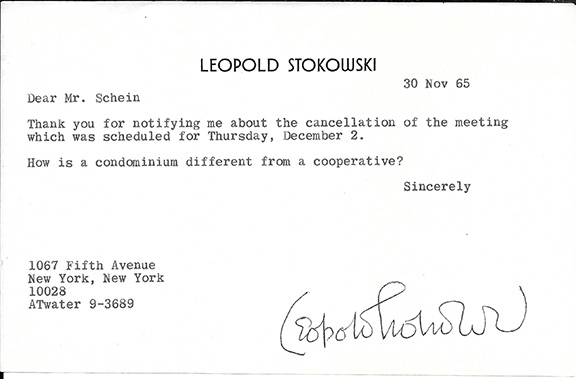 LEOPOLD STOKOWSKI
30 Nov 65
Dear Mr. Schein
Thank you for notifying me about the cancellation of the meeting
which was scheduled for Thursday, December 2.
How is a condominium different from a cooperative?
Sincerely
1067 Fifth Avenue
New York, New York
10028
ATwater 9-3689
Leopold Stokowski